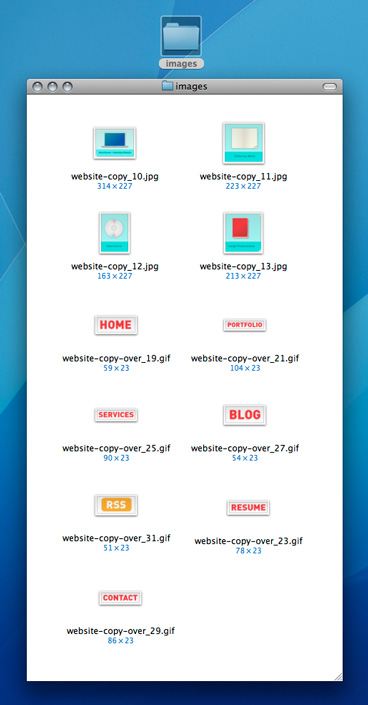 images
images
website-copy_10.jpg
314×227
website-copy_11.jpg
223×227
website-copy_12.jpg
163×227
website-copy_13.jpg
213×227
HOME
website-copy-over_19.gif
59×23
PORTFOLIO
website-copy-over_21.gif
104×23
SERVICES
website-copy-over_25.gif
90×23
BLOG
website-copy-over_27.gif
54×23
RSS
website-copy-over_31.gif
51×23
RESUME
website-copy-over_23.gif
78×23
CONTACT
website-copy-over_29.gif
86×23